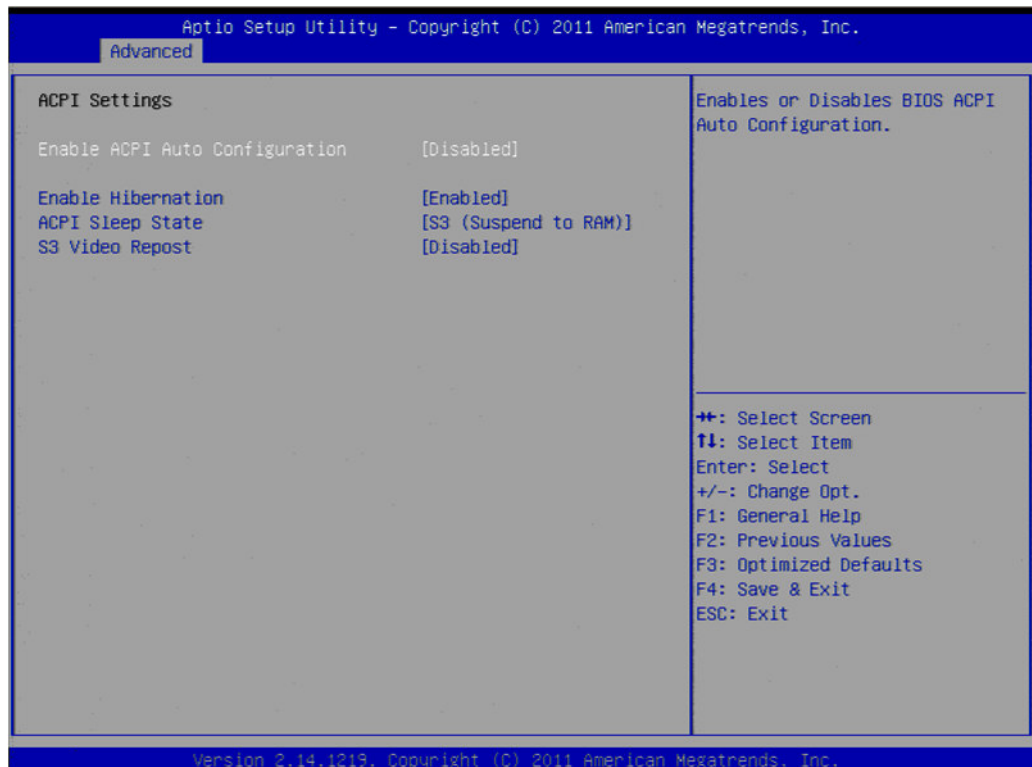 Aptio Setup Utility – Copyright (C) 2011 American Megatrends, Inc.
Advanced
ACPI Settings
Enable ACPI Auto Configuration [Disabled]
Enable Hibernation [Enabled]
ACPI Sleep State [S3 (Suspend to RAM)]
S3 Video Repost [Disabled]
Enables or Disables BIOS ACPI
Auto Configuration.
→←: Select Screen
↑↓: Select Item
Enter: Select
+/-: Change Opt.
F1: General Help
F2: Previous Values
F3: Optimized Defaults
F4: Save & Exit
ESC: Exit
Version 2.14.1219. Copyright (C) 2011 American Megatrends, Inc.